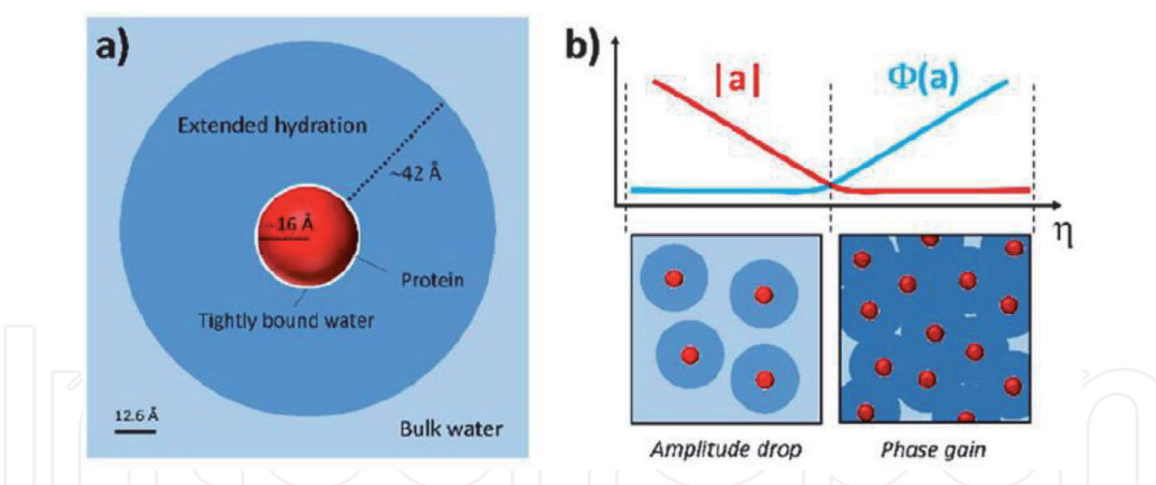 a)
Extended hydration
~42 Å
~16 Å
Protein
Tightly bound water
12.6 Å
Bulk water
b)
|a|
Φ(a)
η
Amplitude drop
Phase gain